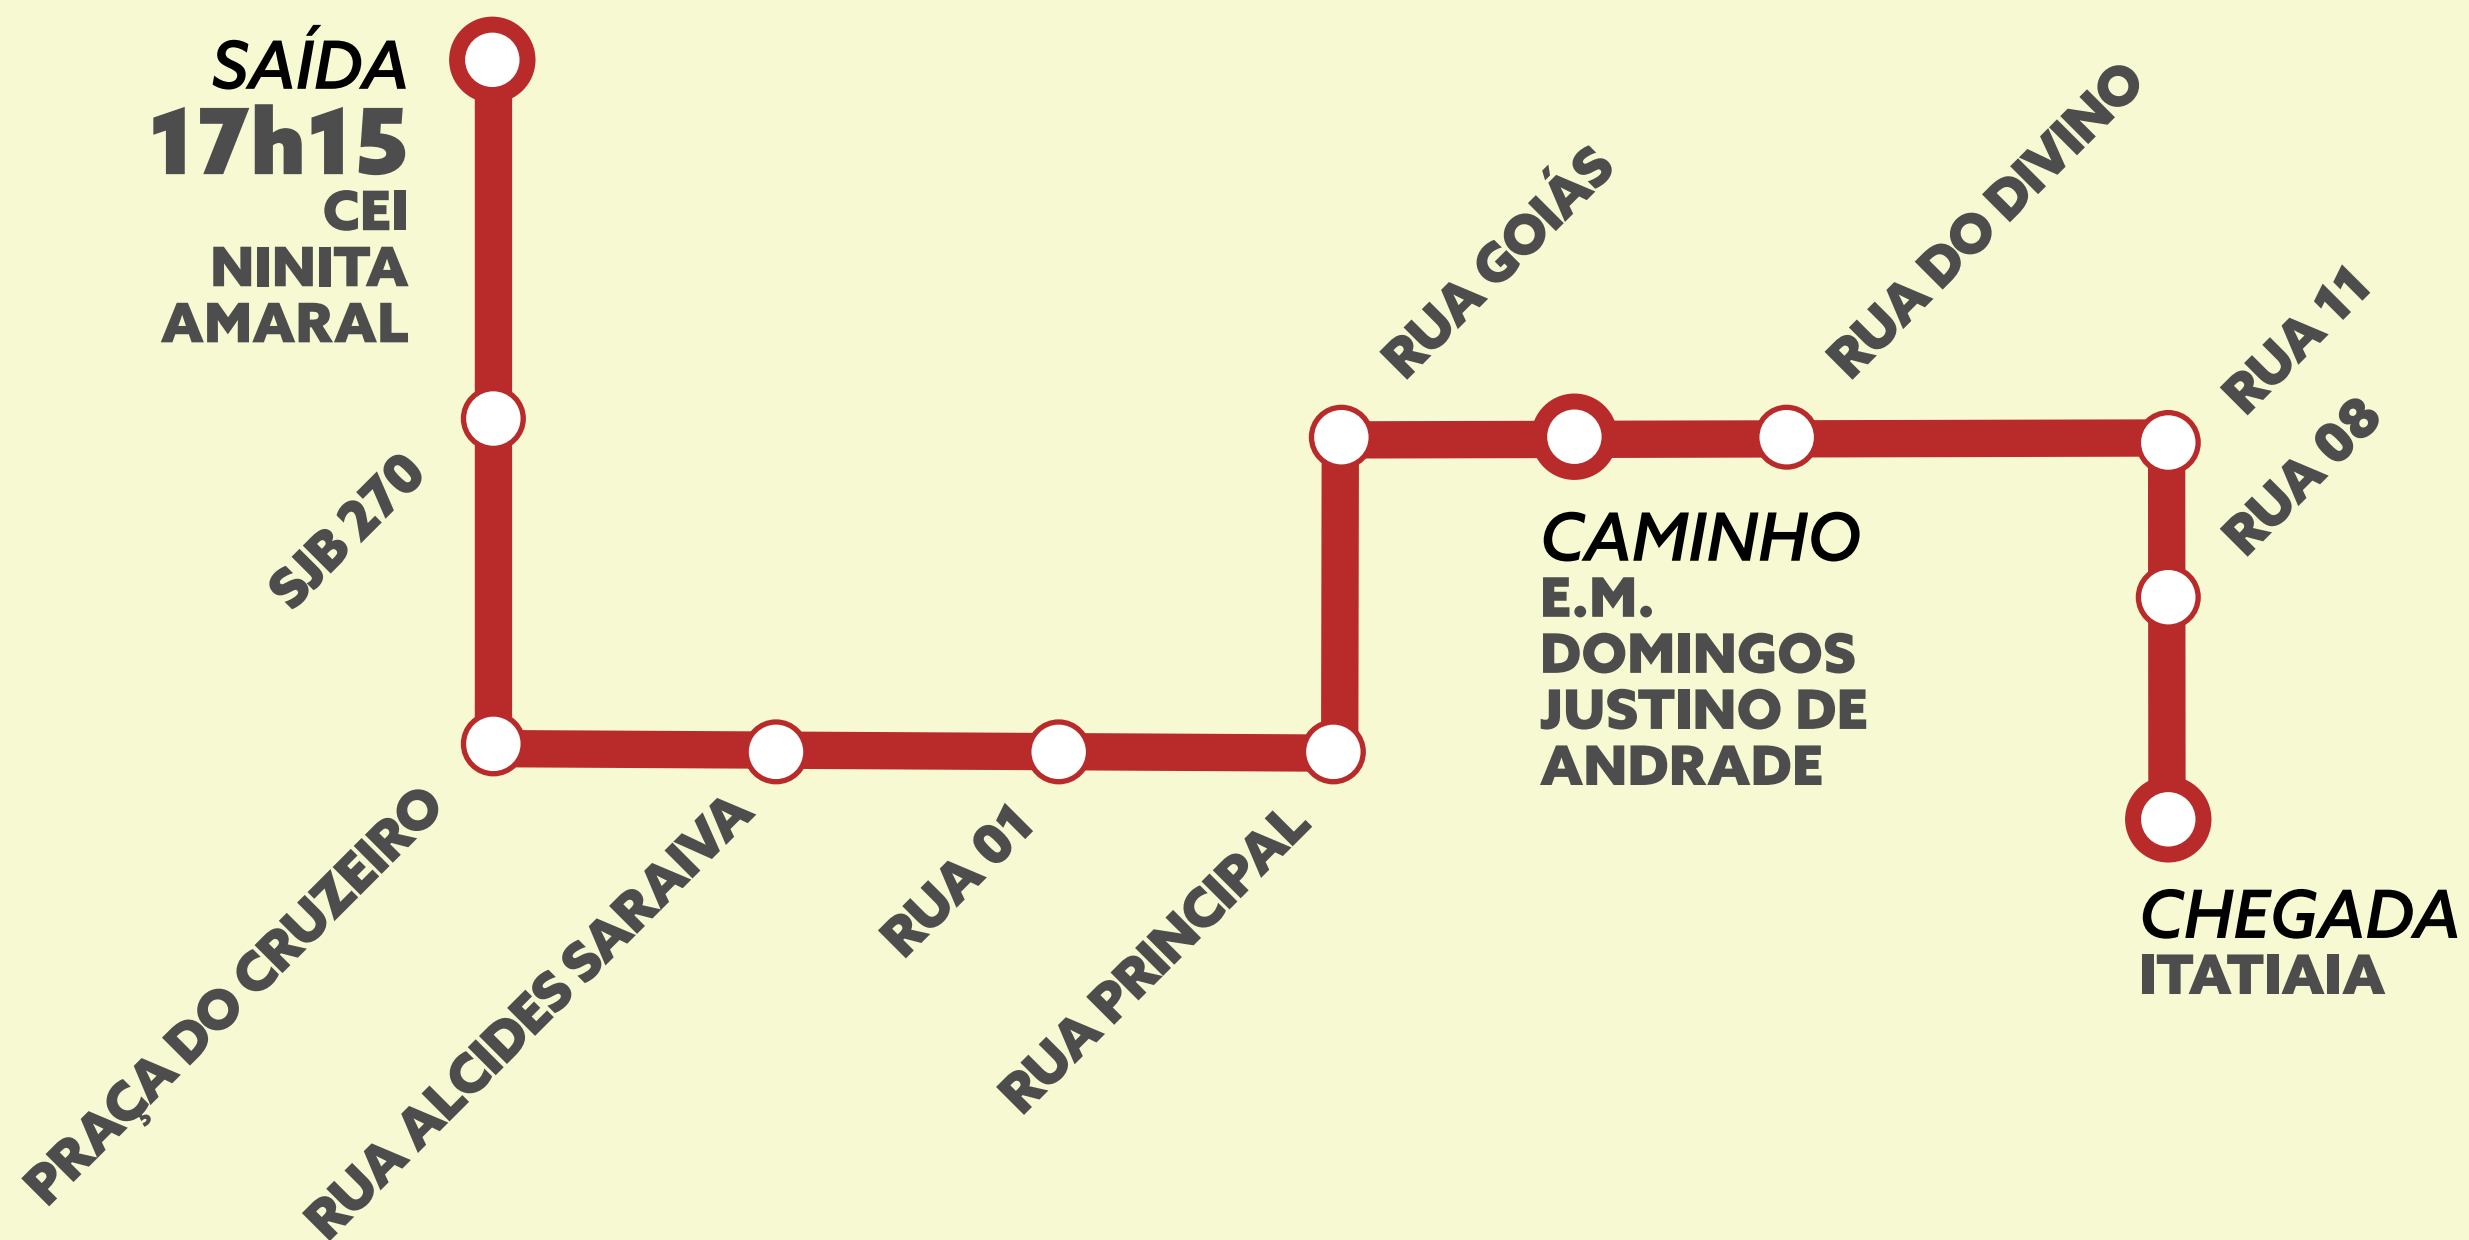 SAÍDA
17h15
CEI
NINITA
AMARAL
SJB 270
PRAÇA DO CRUZEIRO
RUA ALCIDES SARAIVA
RUA 01
RUA PRINCIPAL
RUA GOIÁS
CAMINHO
E.M.
DOMINGOS
JUSTINO DE
ANDRADE
RUA DO DIVINO
RUA 11
RUA 08
CHEGADA
ITATIAIA